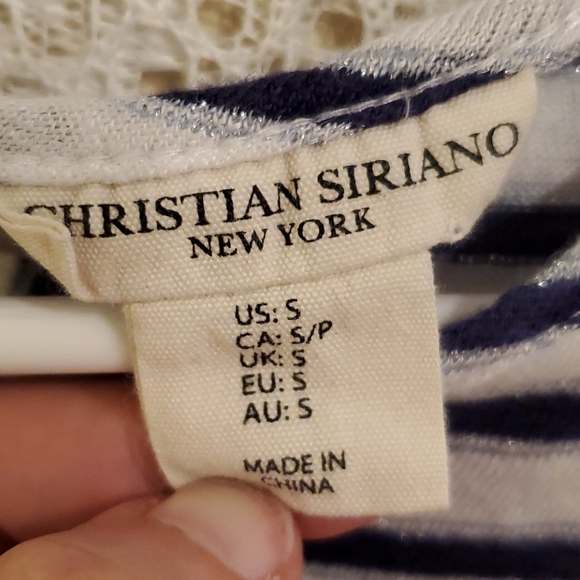 CHRISTIAN SIRIANO
NEW YORK
US: S
CA: S/P
UK: S
EU: S
AU: S
MADE IN
CHINA